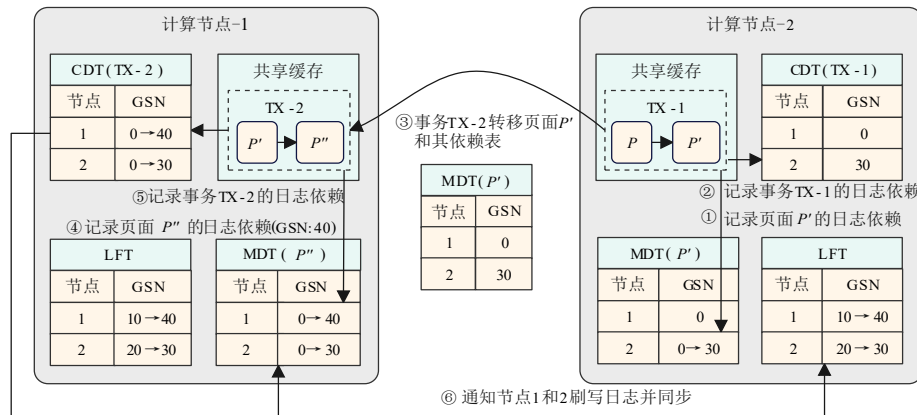 计算节点-1
CDT(TX-2)
节点 GSN
1 0→40
2 0→30
共享缓存
TX-2
P′ P″
⑤记录事务TX-2的日志依赖
④记录页面 P″ 的日志依赖(GSN:40)
LFT
节点 GSN
1 10→40
2 20→30
MDT( P″ )
节点 GSN
1 0→40
2 0→30
③事务TX-2转移页面P′
和其依赖表
MDT(P′)
节点 GSN
1 0
2 30
计算节点-2
共享缓存
TX-1
P P′
CDT(TX-1)
节点 GSN
1 0
2 30
② 记录事务TX-1的日志依赖
① 记录页面P′的日志依赖
MDT(P′)
节点 GSN
1 0
2 0→30
LFT
节点 GSN
1 10→40
2 20→30
⑥ 通知节点1和2刷写日志并同步